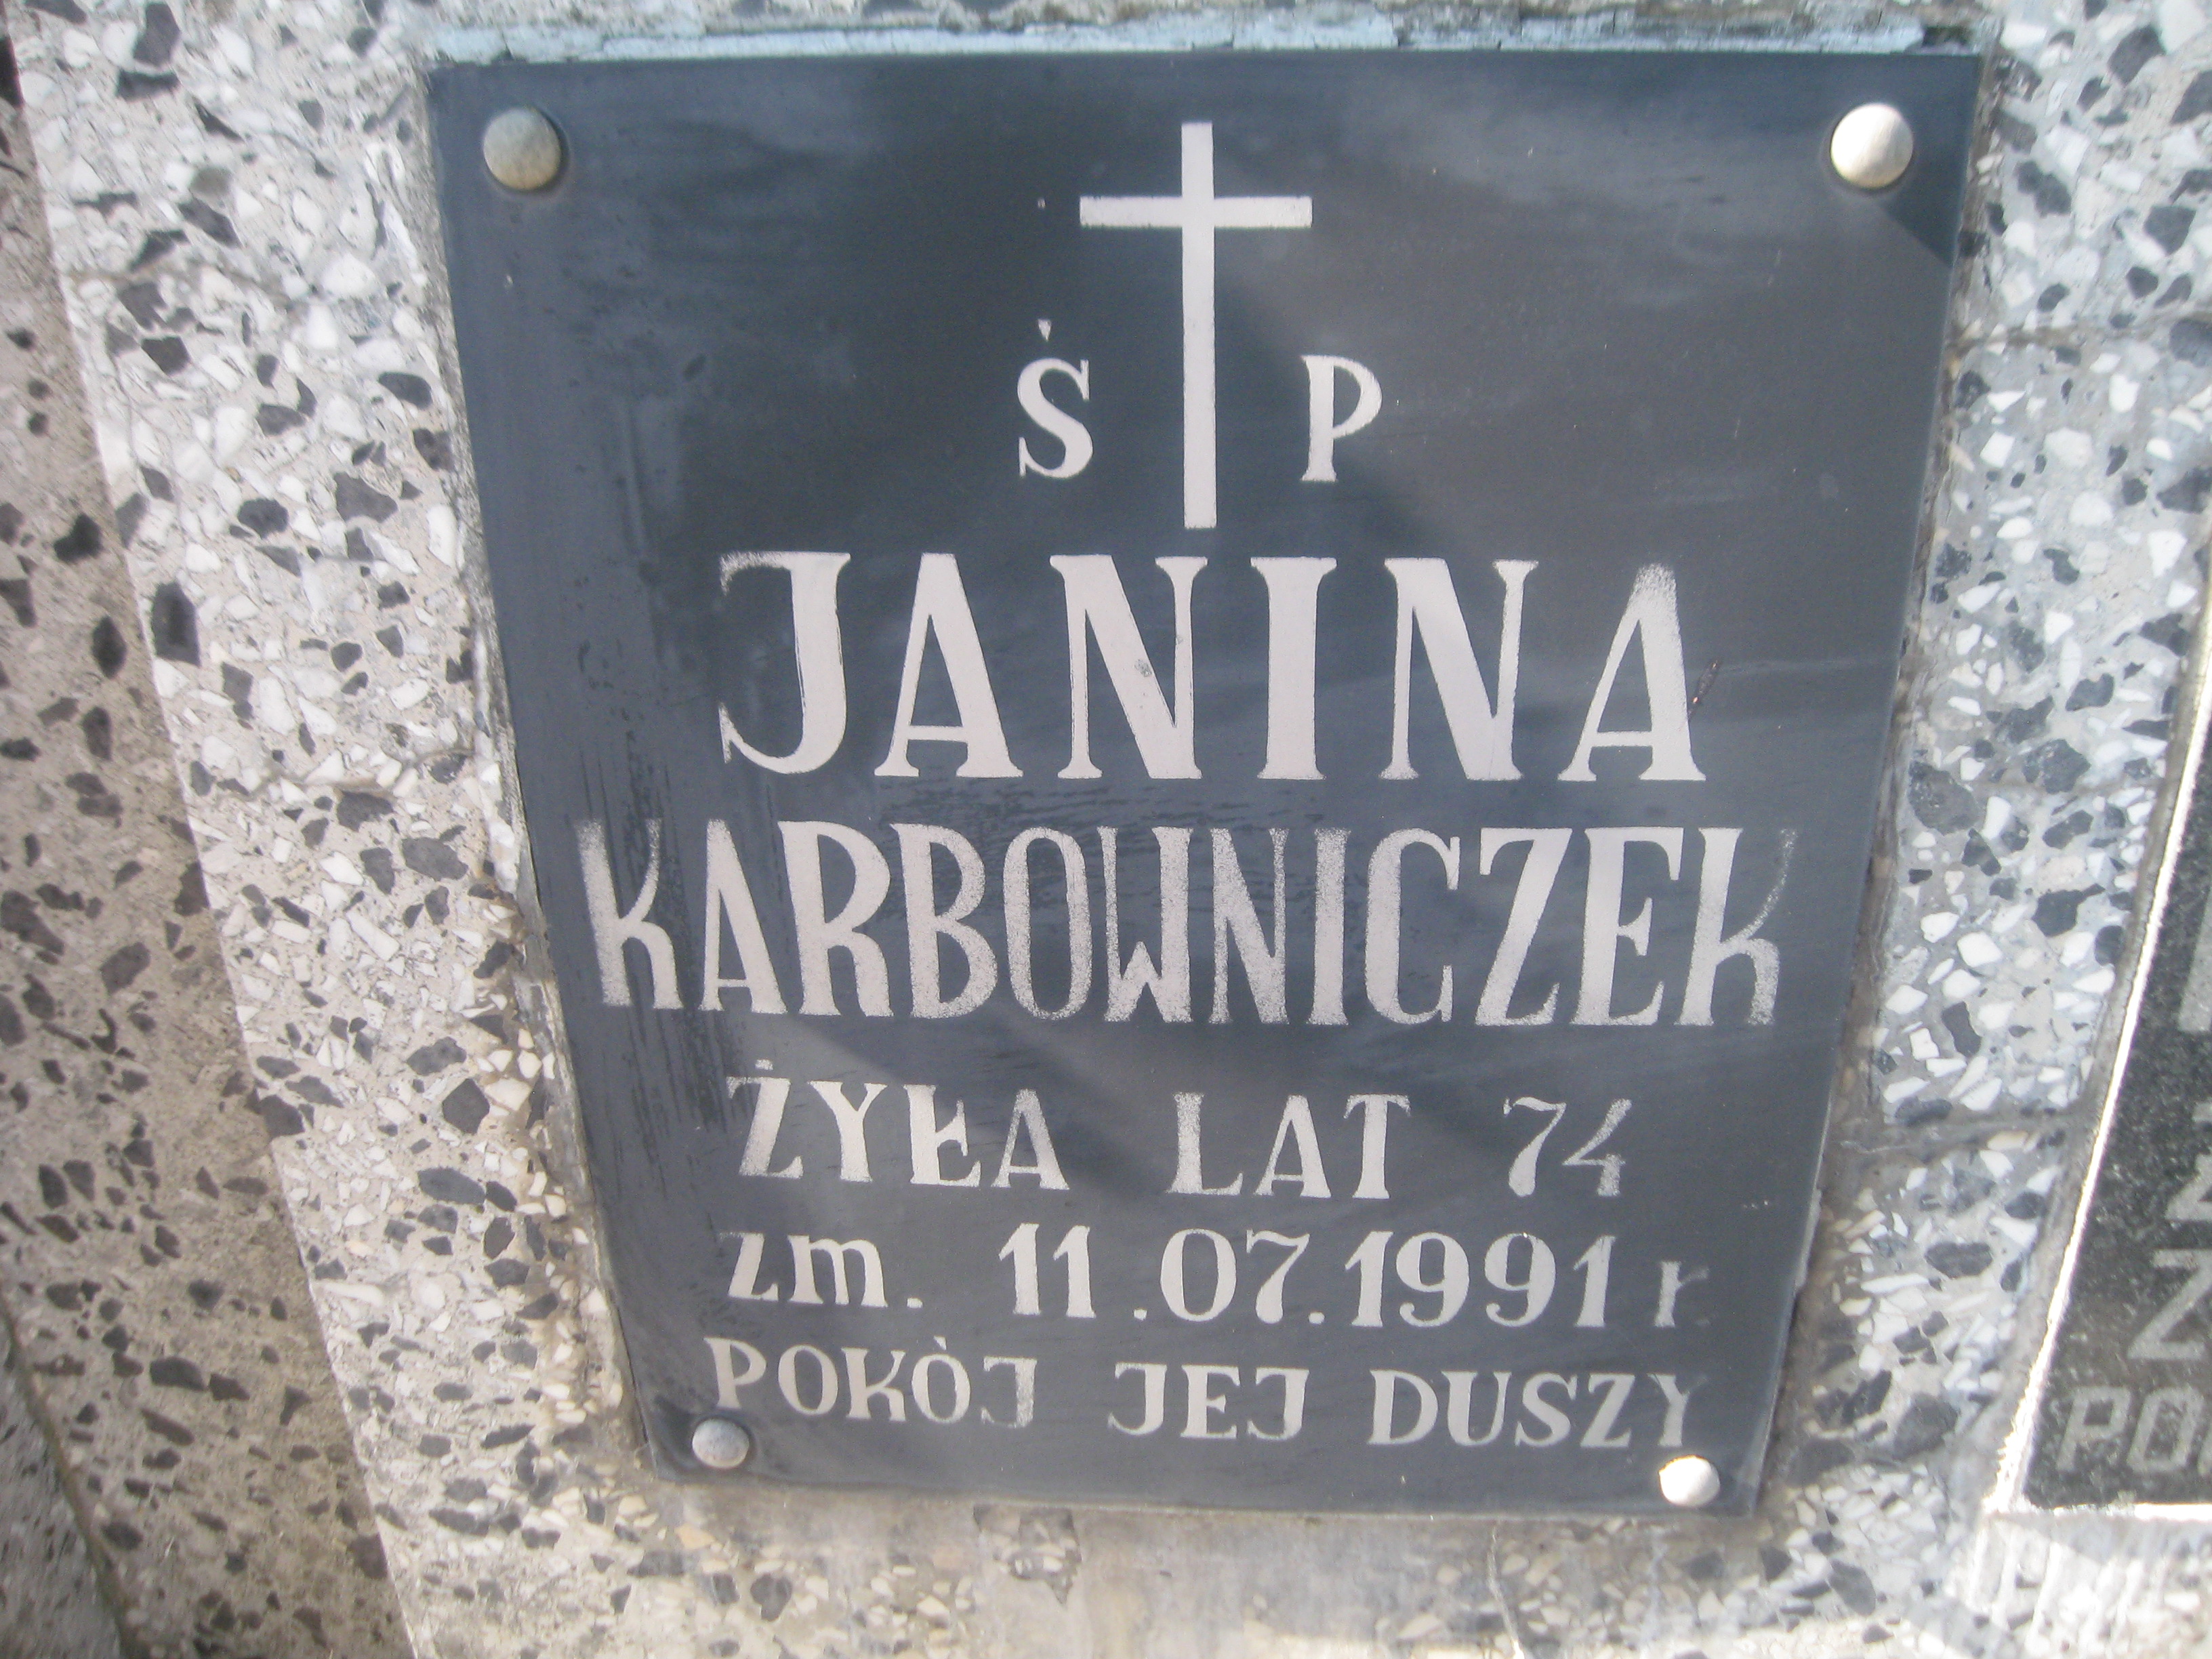 Ś P
JANINA
KARBOWNICZEK
ŻYŁA LAT 74
zm. 11.07.1991 r.
POKÒJ JEJ DUSZY